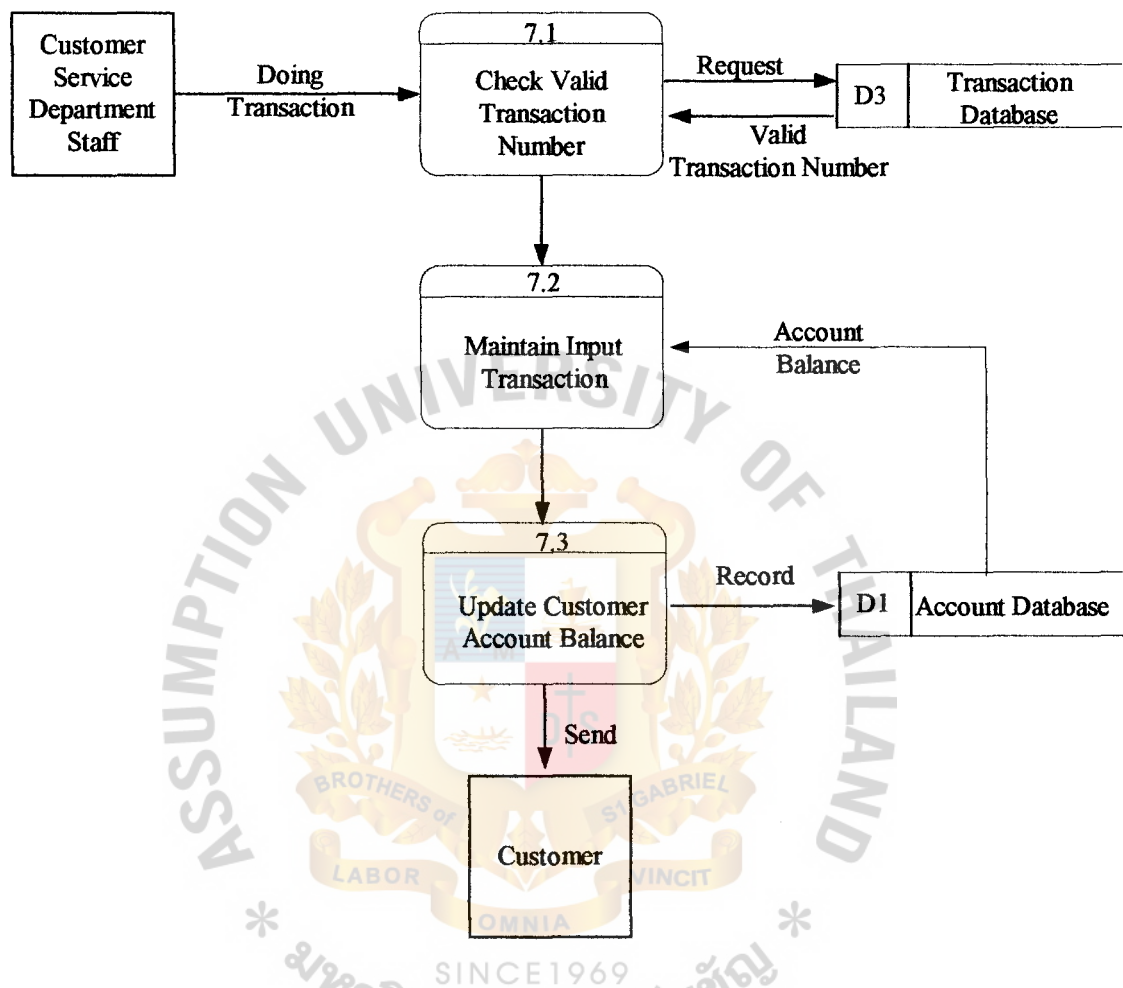 Customer
Service
Department
Staff
Doing
Transaction
7.1
Check Valid
Transaction
Number
Request
Valid
Transaction Number
D3
Transaction
Database
7.2
Maintain Input
Transaction
Account
Balance
7.3
Update Customer
Account Balance
Record
D1
Account Database
Send
Customer
ASSUMPTION UNIVERSITY OF THAILAND
A M
D S
BROTHERS of ST GABRIEL
LABOR
OMNIA
VINCIT
SINCE1969